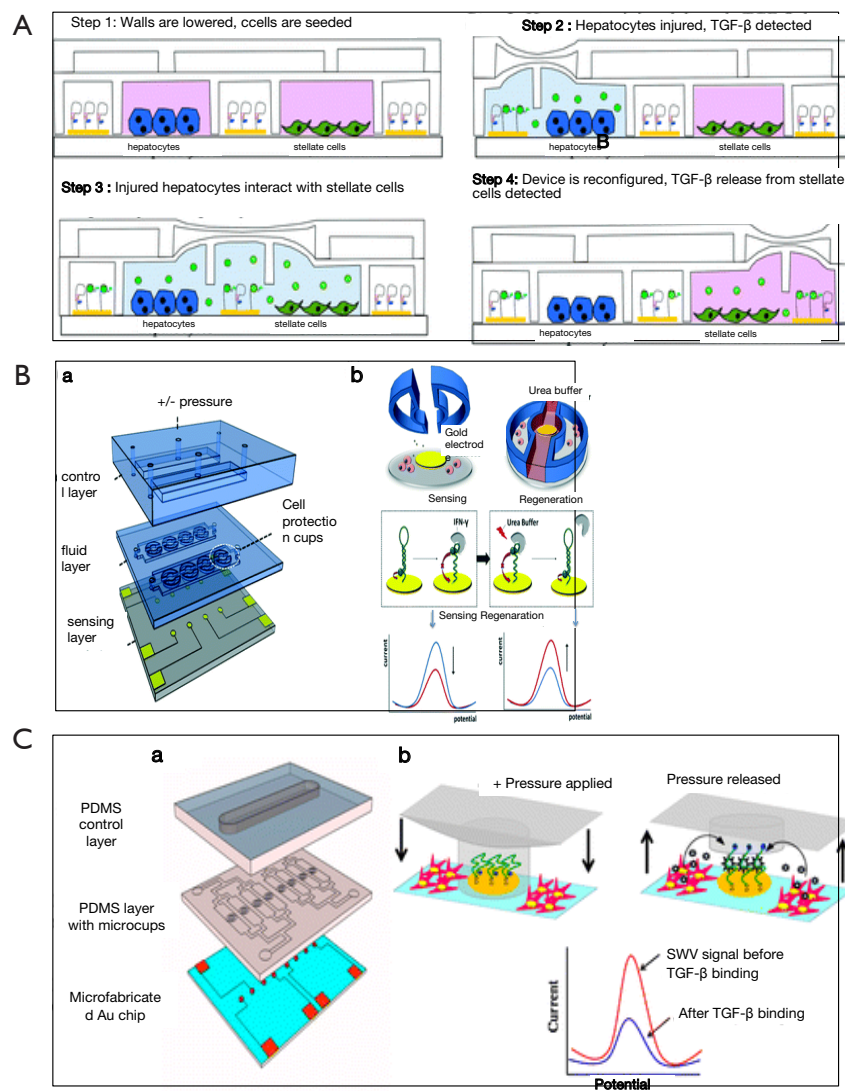 A
Step 1: Walls are lowered, ccells are seeded
Step 2 : Hepatocytes injured, TGF-β detected
hepatocytes
stellate cells
hepatocytes
B
stellate cells
Step 3 : Injured hepatocytes interact with stellate cells
Step 4: Device is reconfigured, TGF-β release from stellate
cells detected
hepatocytes
stellate cells
hepatocytes
stellate cells
B
a
+/- pressure
contro
l layer
Cell
protectio
n cups
fluid
layer
sensing
layer
b
Urea buffer
Gold
electrod
e
Sensing
Regeneration
IFN-γ
Urea Buffer
Sensing Regenaration
current
potential
current
potential
C
a
PDMS
control
layer
PDMS layer
with microcups
Microfabricate
d Au chip
b
+ Pressure applied
Pressure released
SWV signal before
TGF-β binding
After TGF-β binding
Current
Potential